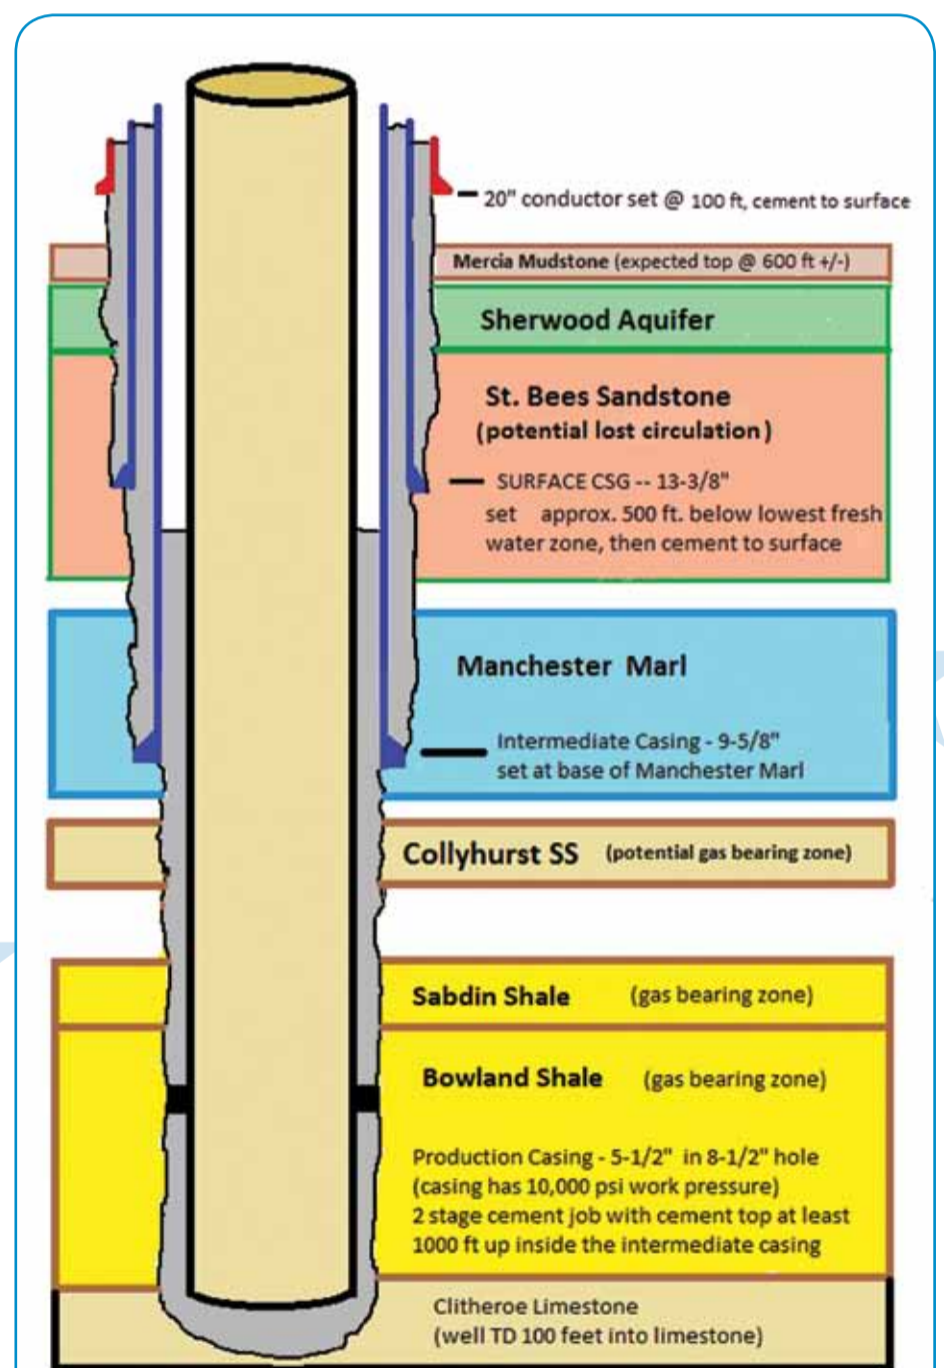 20" conductor set @ 100 ft, cement to surface
Mercia Mudstone (expected top @ 600 ft +/-)
Sherwood Aquifer
St. Bees Sandstone
(potential lost circulation)
SURFACE CSG -- 13-3/8"
set approx. 500 ft. below lowest fresh
water zone, then cement to surface
Manchester Marl
Intermediate Casing - 9-5/8"
set at base of Manchester Marl
Collyhurst SS (potential gas bearing zone)
Sabdin Shale (gas bearing zone)
Bowland Shale (gas bearing zone)
Production Casing - 5-1/2" in 8-1/2" hole
(casing has 10,000 psi work pressure)
2 stage cement job with cement top at least
1000 ft up inside the intermediate casing
Clitheroe Limestone
(well TD 100 feet into limestone)